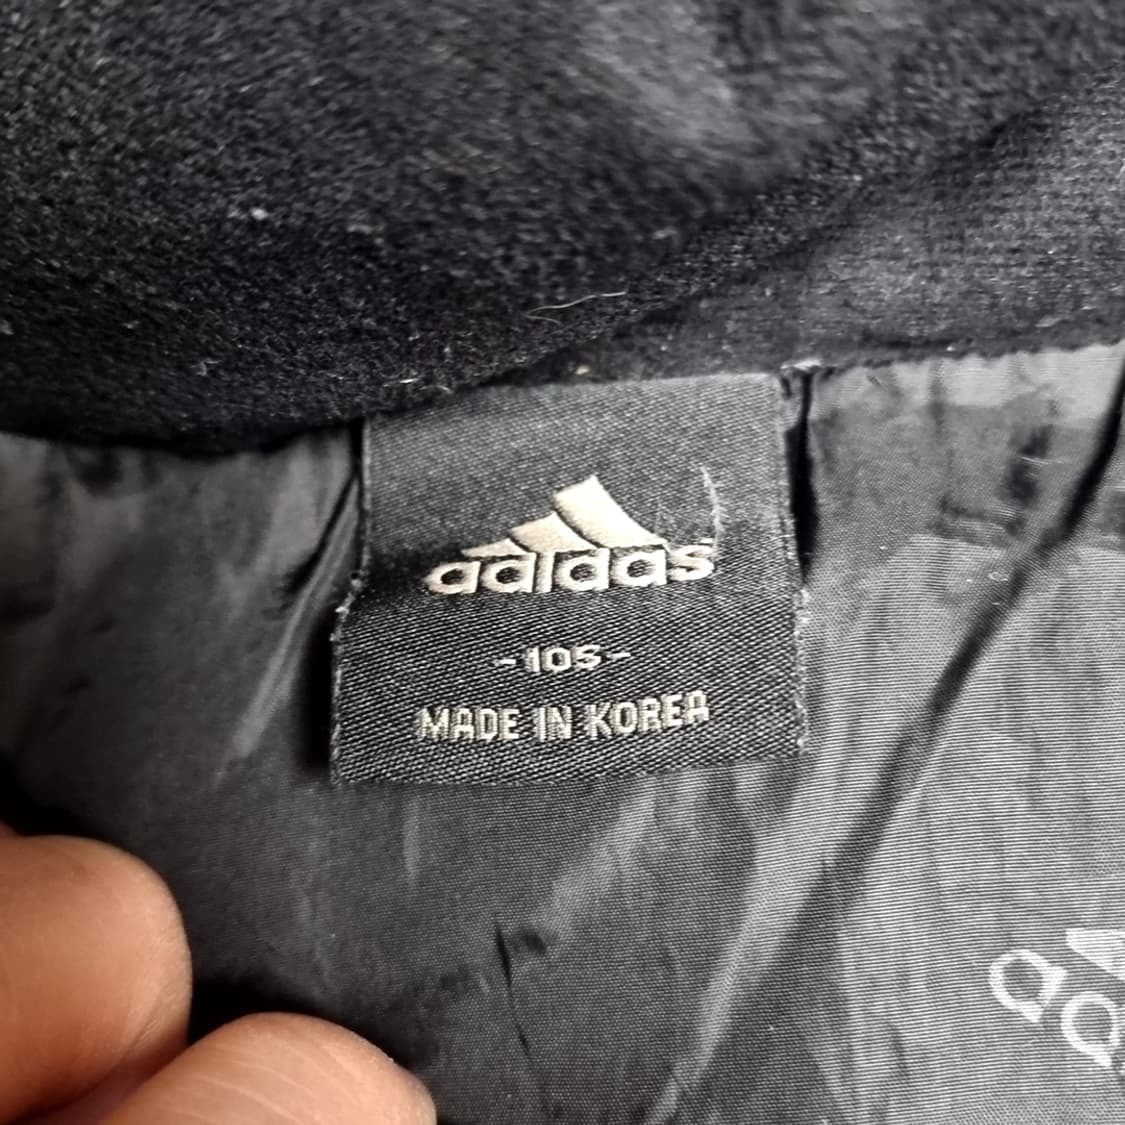 adidas
-105-
MADE IN KOREA